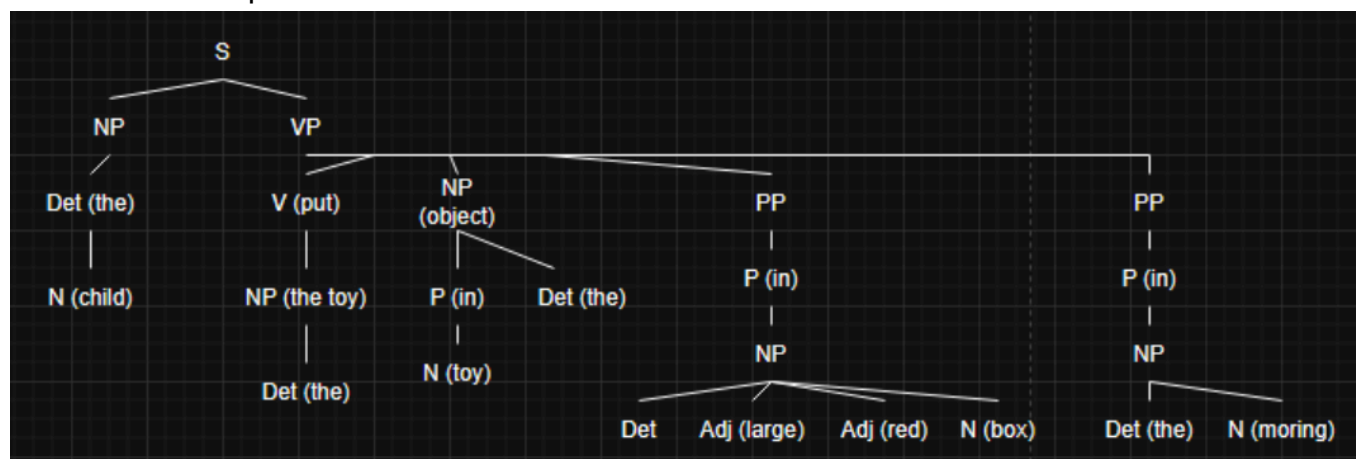 S
NP VP
Det (the) V (put) NP (object) PP PP
N (child) NP (the toy) P (in) Det (the) P (in) P (in)
Det (the) N (toy) NP NP
Det Adj (large) Adj (red) N (box) Det (the) N (moring)